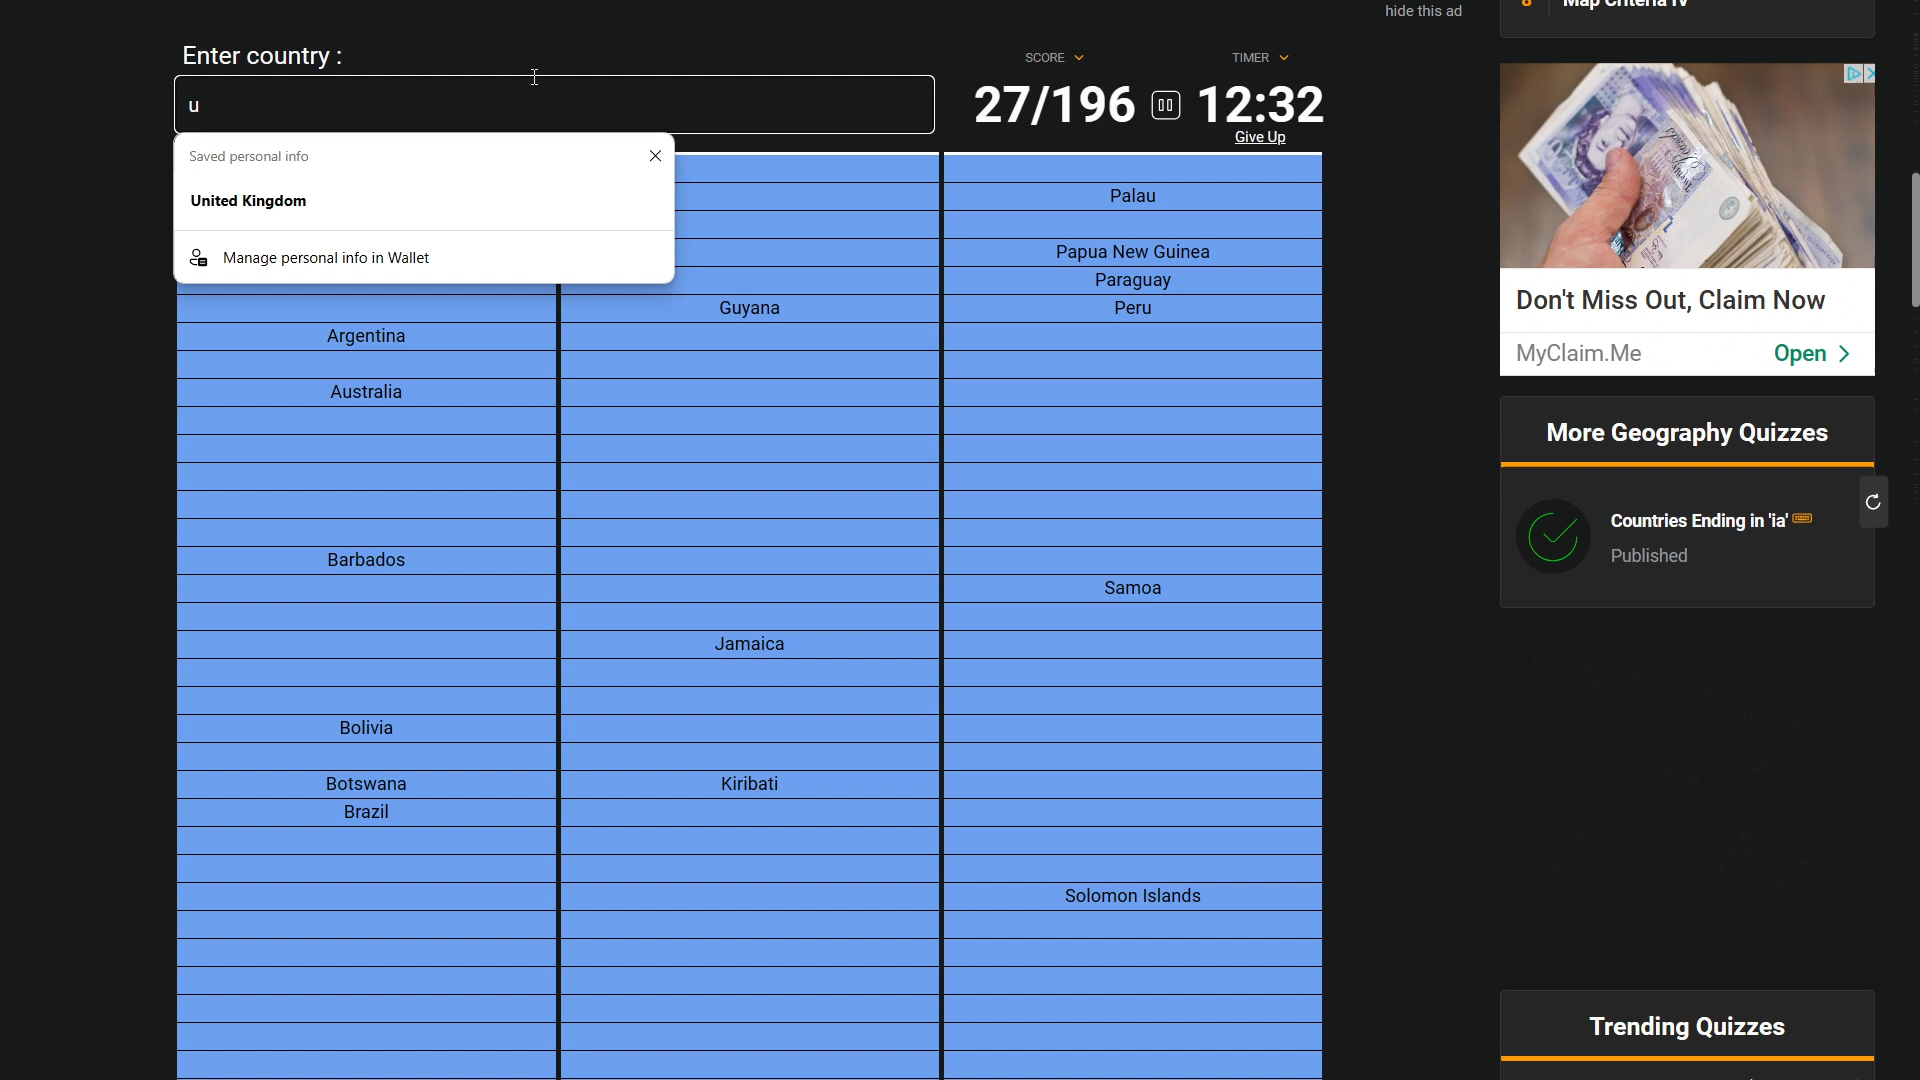 hide this ad
8 Map Criteria IV
Enter country :
u
SCORE
TIMER
27/196
12:32
Give Up
Saved personal info
United Kingdom
Manage personal info in Wallet
Argentina
Australia
Barbados
Bolivia
Botswana
Brazil
Guyana
Jamaica
Kiribati
Palau
Papua New Guinea
Paraguay
Peru
Samoa
Solomon Islands
Don't Miss Out, Claim Now
MyClaim.Me
Open
More Geography Quizzes
Countries Ending in 'ia'
Published
Trending Quizzes